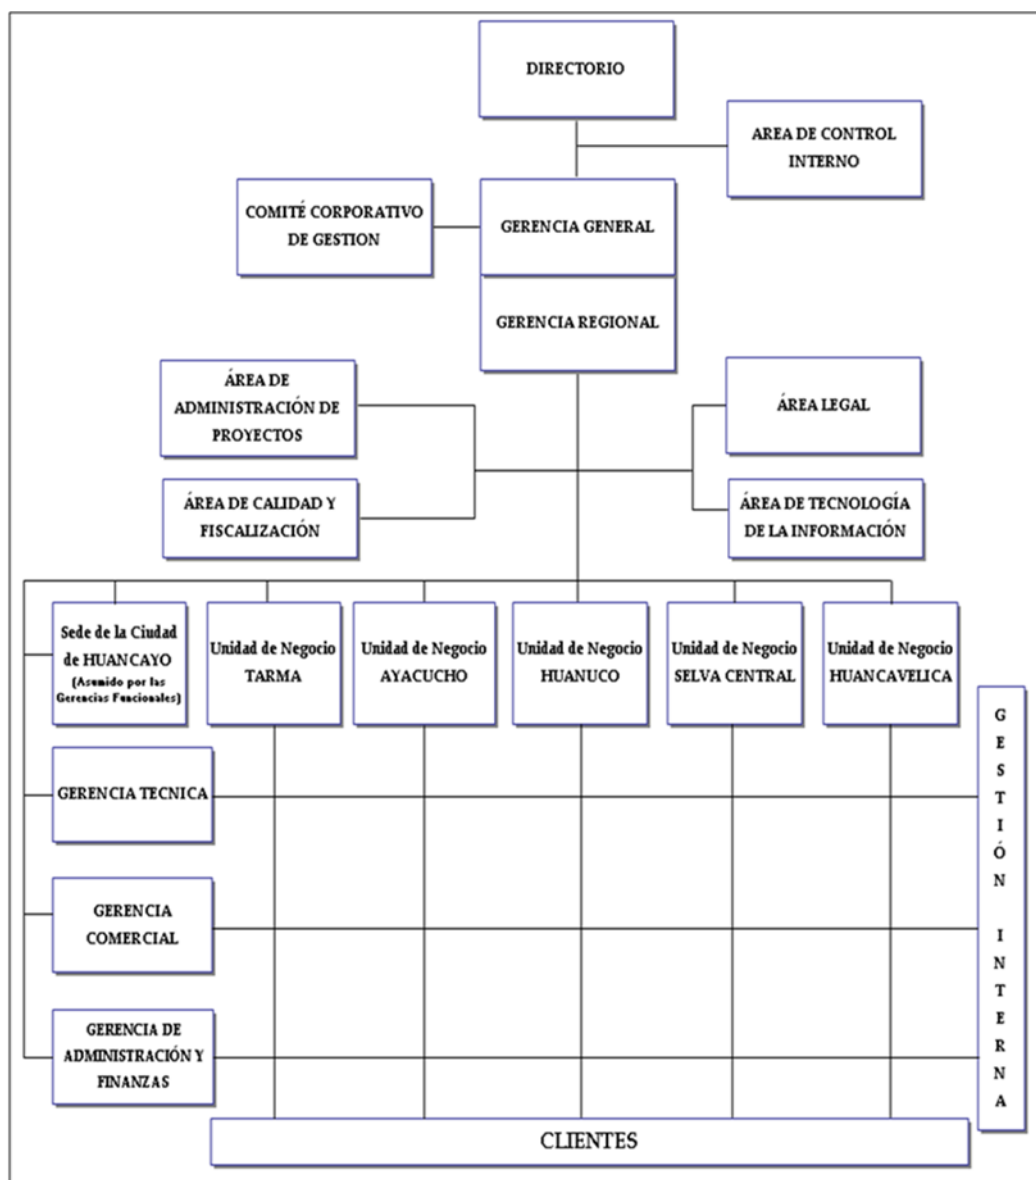 DIRECTORIO
AREA DE CONTROL
INTERNO
COMITÉ CORPORATIVO
DE GESTION
GERENCIA GENERAL
GERENCIA REGIONAL
ÁREA DE
ADMINISTRACIÓN DE
PROYECTOS
ÁREA LEGAL
ÁREA DE CALIDAD Y
FISCALIZACIÓN
ÁREA DE TECNOLOGÍA
DE LA INFORMACIÓN
Sede de la Ciudad
de HUANCAYO
(Asumido por las
Gerencias Funcionales)
Unidad de Negocio
TARMA
Unidad de Negocio
AYACUCHO
Unidad de Negocio
HUANUCO
Unidad de Negocio
SELVA CENTRAL
Unidad de Negocio
HUANCAVELICA
GERENCIA TECNICA
GERENCIA
COMERCIAL
GERENCIA DE
ADMINISTRACIÓN Y
FINANZAS
GESTIÓN INTERNA
CLIENTES